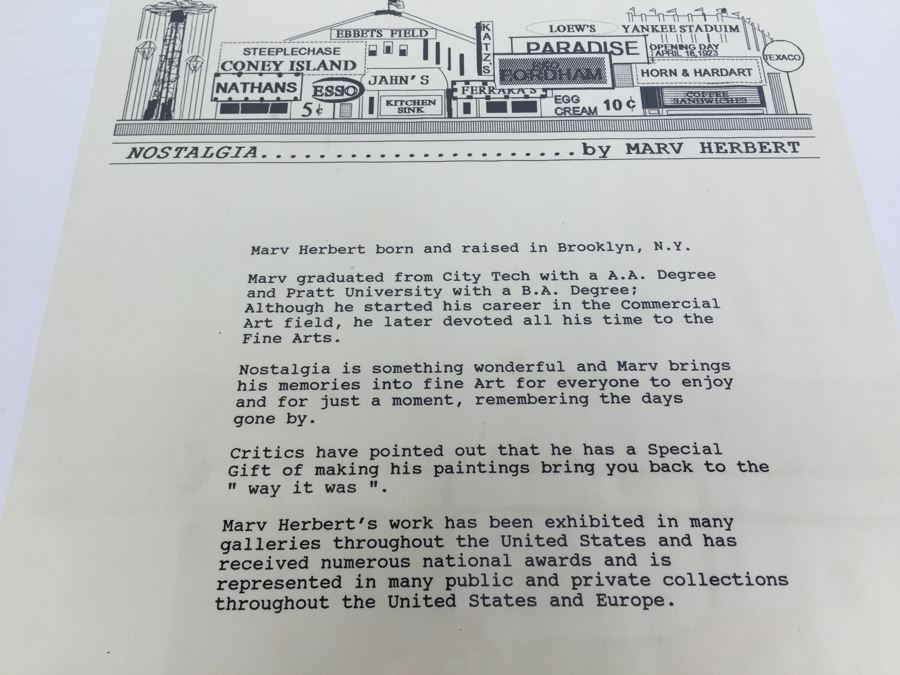 EBBETS FIELD
LOEW'S
YANKEE STADUIM
KATZ'S
PARADISE
OPENING DAY
APRIL 18, 1923
STEEPLECHASE
CONEY ISLAND
TEXACO
RKO
FORDHAM
HORN & HARDART
JAHN'S
NATHANS
ESSO
FERRARA'S
COFFEE
SANDWICHES
5¢
KITCHEN
SINK
EGG
CREAM 10¢
NOSTALGIA.......................by MARV HERBERT
Marv Herbert born and raised in Brooklyn, N.Y.
Marv graduated from City Tech with a A.A. Degree
and Pratt University with a B.A. Degree;
Although he started his career in the Commercial
Art field, he later devoted all his time to the
Fine Arts.
Nostalgia is something wonderful and Marv brings
his memories into fine Art for everyone to enjoy
and for just a moment, remembering the days
gone by.
Critics have pointed out that he has a Special
Gift of making his paintings bring you back to the
" way it was ".
Marv Herbert's work has been exhibited in many
galleries throughout the United States and has
received numerous national awards and is
represented in many public and private collections
throughout the United States and Europe.